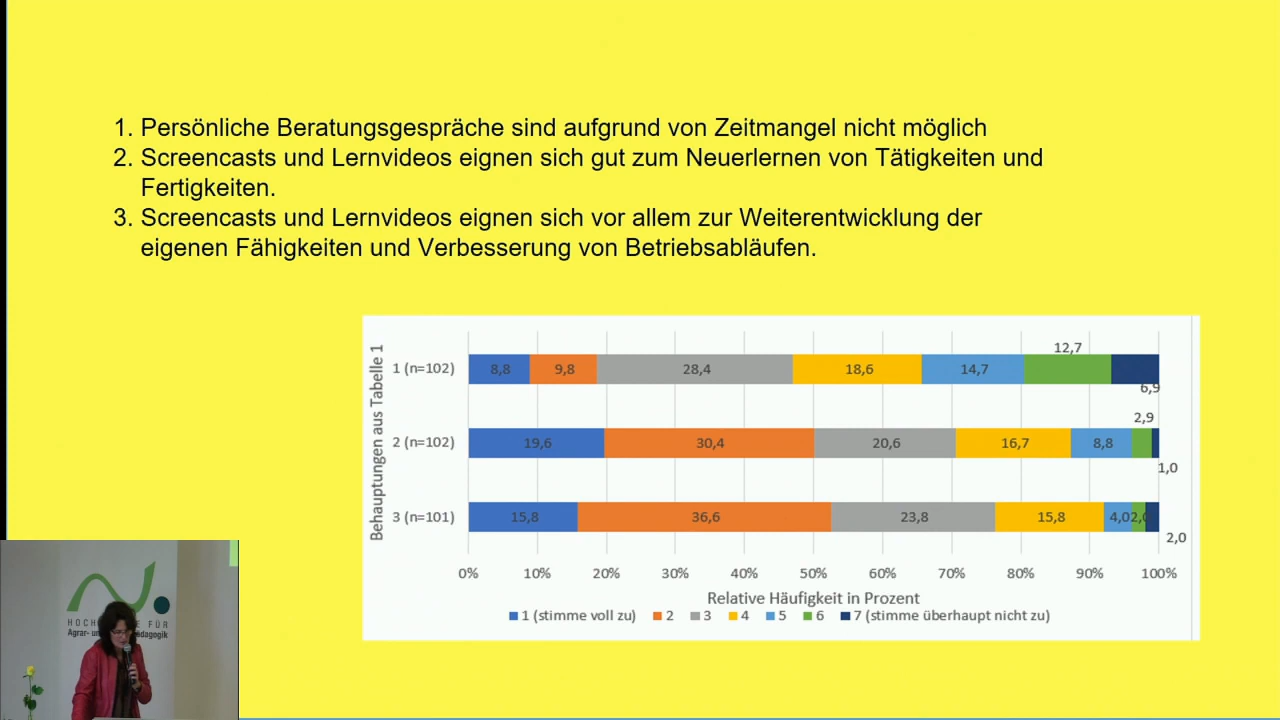 1. Persönliche Beratungsgespräche sind aufgrund von Zeitmangel nicht möglich
2. Screencasts und Lernvideos eignen sich gut zum Neuerlernen von Tätigkeiten und
Fertigkeiten.
3. Screencasts und Lernvideos eignen sich vor allem zur Weiterentwicklung der
eigenen Fähigkeiten und Verbesserung von Betriebsabläufen.
Behauptungen aus Tabelle 1
1 (n=102) 8,8 9,8 28,4 18,6 14,7 12,7 6,9
2 (n=102) 19,6 30,4 20,6 16,7 8,8 2,9 1,0
3 (n=101) 15,8 36,6 23,8 15,8 4,0 2,0 2,0
0% 10% 20% 30% 40% 50% 60% 70% 80% 90% 100%
Relative Häufigkeit in Prozent
1 (stimme voll zu) 2 3 4 5 6 7 (stimme überhaupt nicht zu)
FÜR
Agrar-